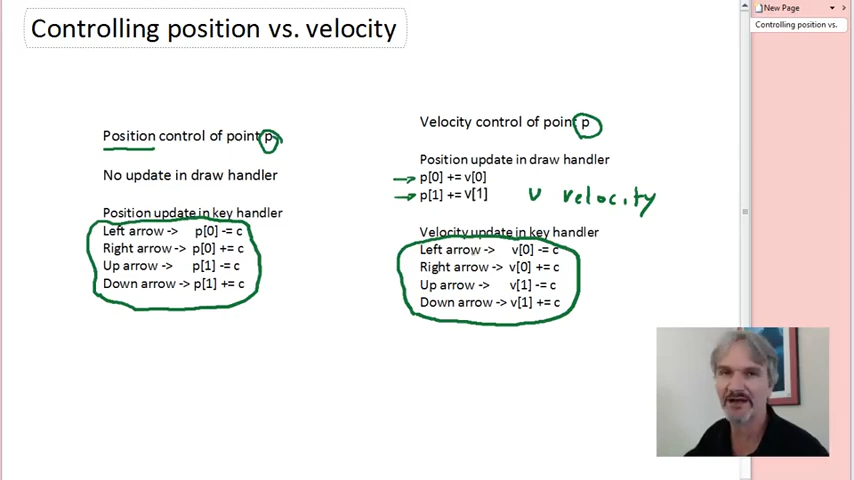 Controlling position vs. velocity
New Page
Controlling position vs.
Position control of point p
No update in draw handler
Position update in key handler
Left arrow -> p[0] -= c
Right arrow -> p[0] += c
Up arrow -> p[1] -= c
Down arrow -> p[1] += c
Velocity control of point p
Position update in draw handler
p[0] += v[0]
p[1] += v[1]
v velocity
Velocity update in key handler
Left arrow -> v[0] -= c
Right arrow -> v[0] += c
Up arrow -> v[1] -= c
Down arrow -> v[1] += c